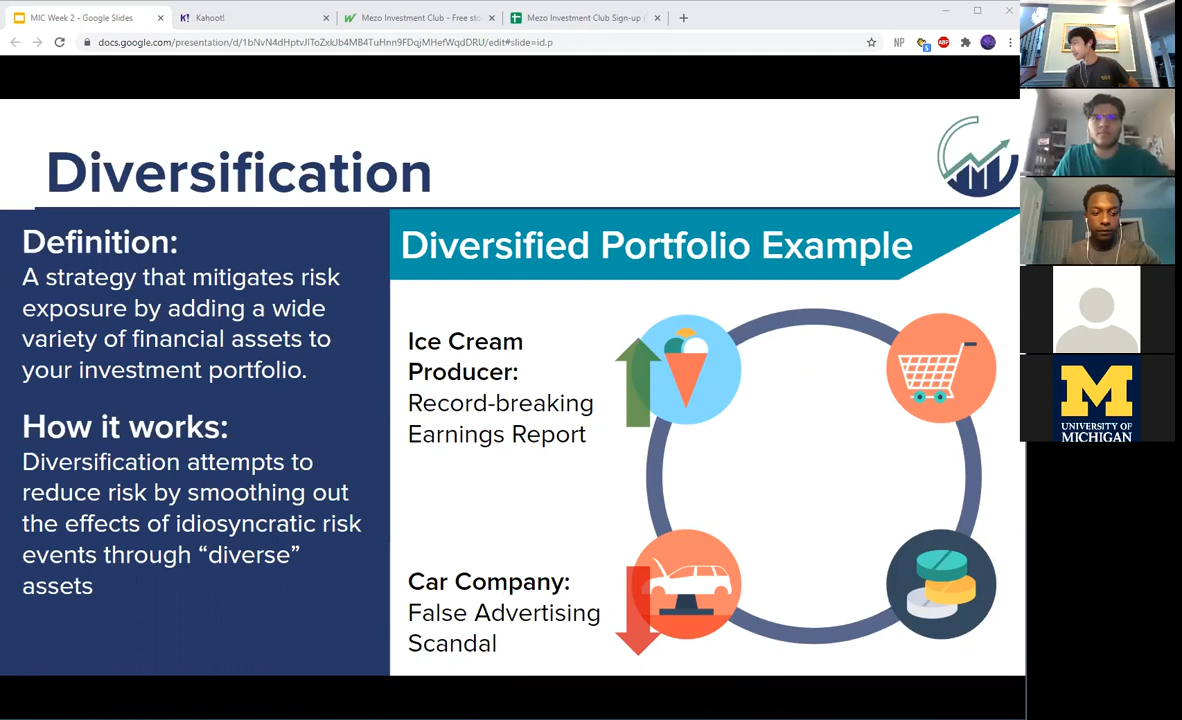 MIC Week 2 - Google Slides
Kahoot!
Mezo Investment Club - Free sto
Mezo Investment Club Sign-up (
docs.google.com/presentation/d/1bNvN4dHptvJlToZxkJb4MB4TuHnn9FDqjMHefWqdDRU/edit#slide=id.p
NP
5
ABP
Diversification
Definition:
A strategy that mitigates risk
exposure by adding a wide
variety of financial assets to
your investment portfolio.
How it works:
Diversification attempts to
reduce risk by smoothing out
the effects of idiosyncratic risk
events through “diverse”
assets
Diversified Portfolio Example
Ice Cream
Producer:
Record-breaking
Earnings Report
Car Company:
False Advertising
Scandal
M
UNIVERSITY OF
MICHIGAN